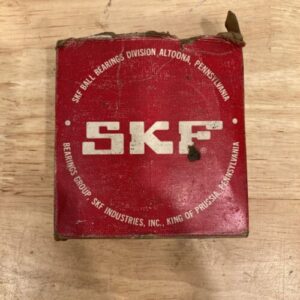 SKF BALL BEARINGS DIVISION, ALTOONA, PENNSYLVANIA
SKF
BEARINGS GROUP, SKF INDUSTRIES, INC., KING OF PRUSSIA, PENNSYLVANIA